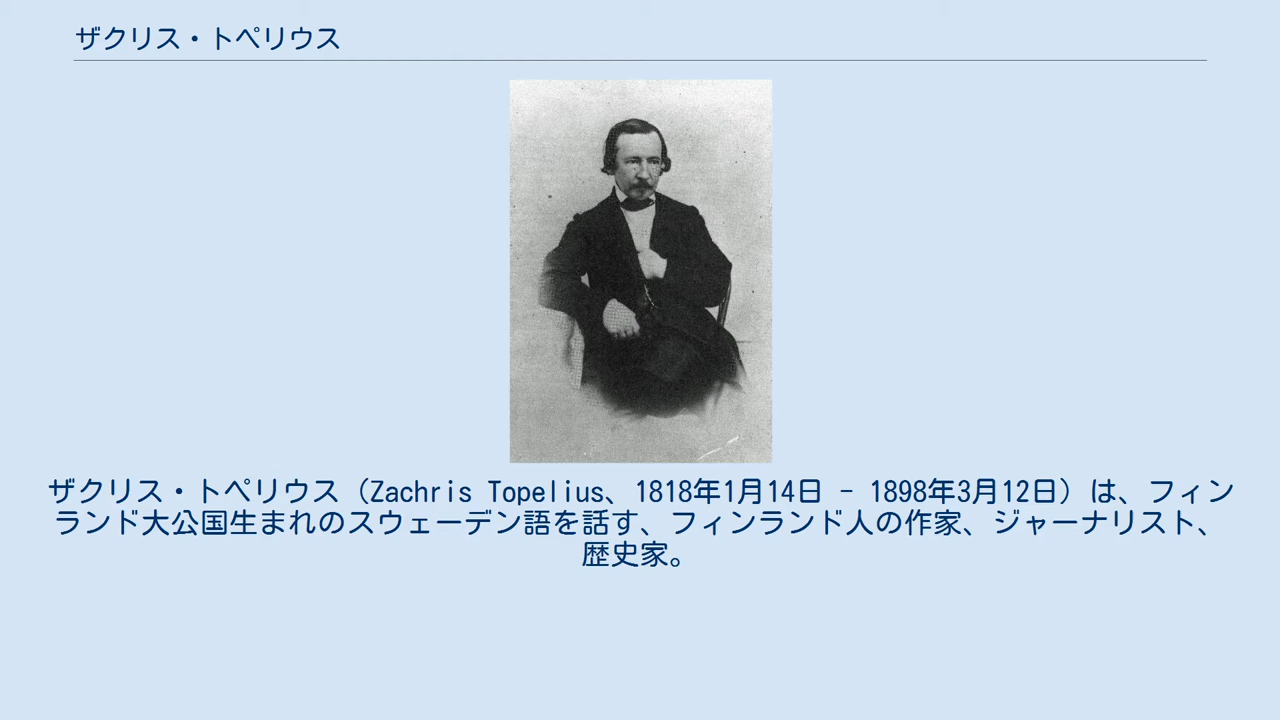 ザクリス・トペリウス
ザクリス・トペリウス（Zachris Topelius、1818年1月14日 - 1898年3月12日）は、フィン
ランド大公国生まれのスウェーデン語を話す、フィンランド人の作家、ジャーナリスト、
歴史家。